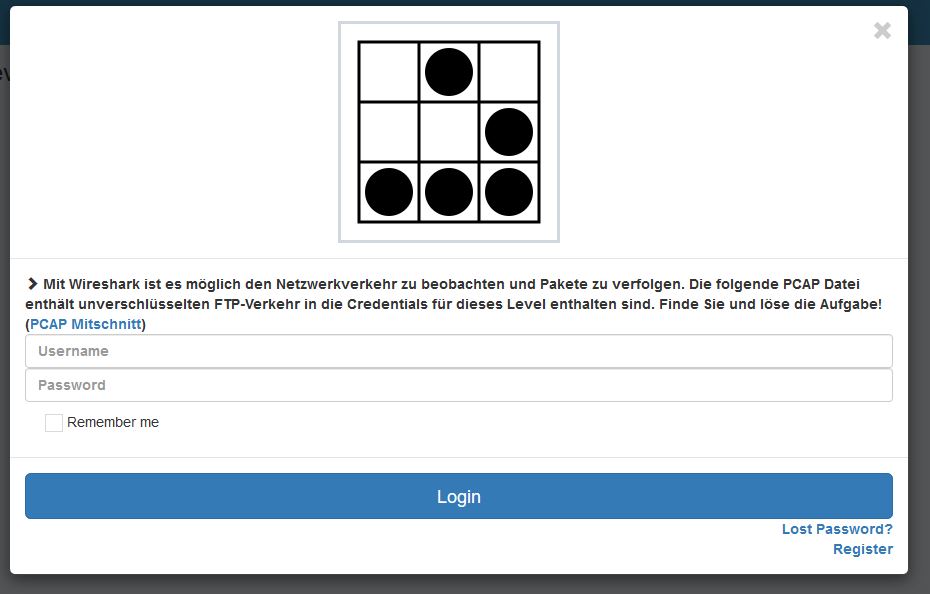 Mit Wireshark ist es möglich den Netzwerkverkehr zu beobachten und Pakete zu verfolgen. Die folgende PCAP Datei
enthält unverschlüsselten FTP-Verkehr in die Credentials für dieses Level enthalten sind. Finde Sie und löse die Aufgabe!
(PCAP Mitschnitt)
Username
Password
Remember me
Login
Lost Password?
Register